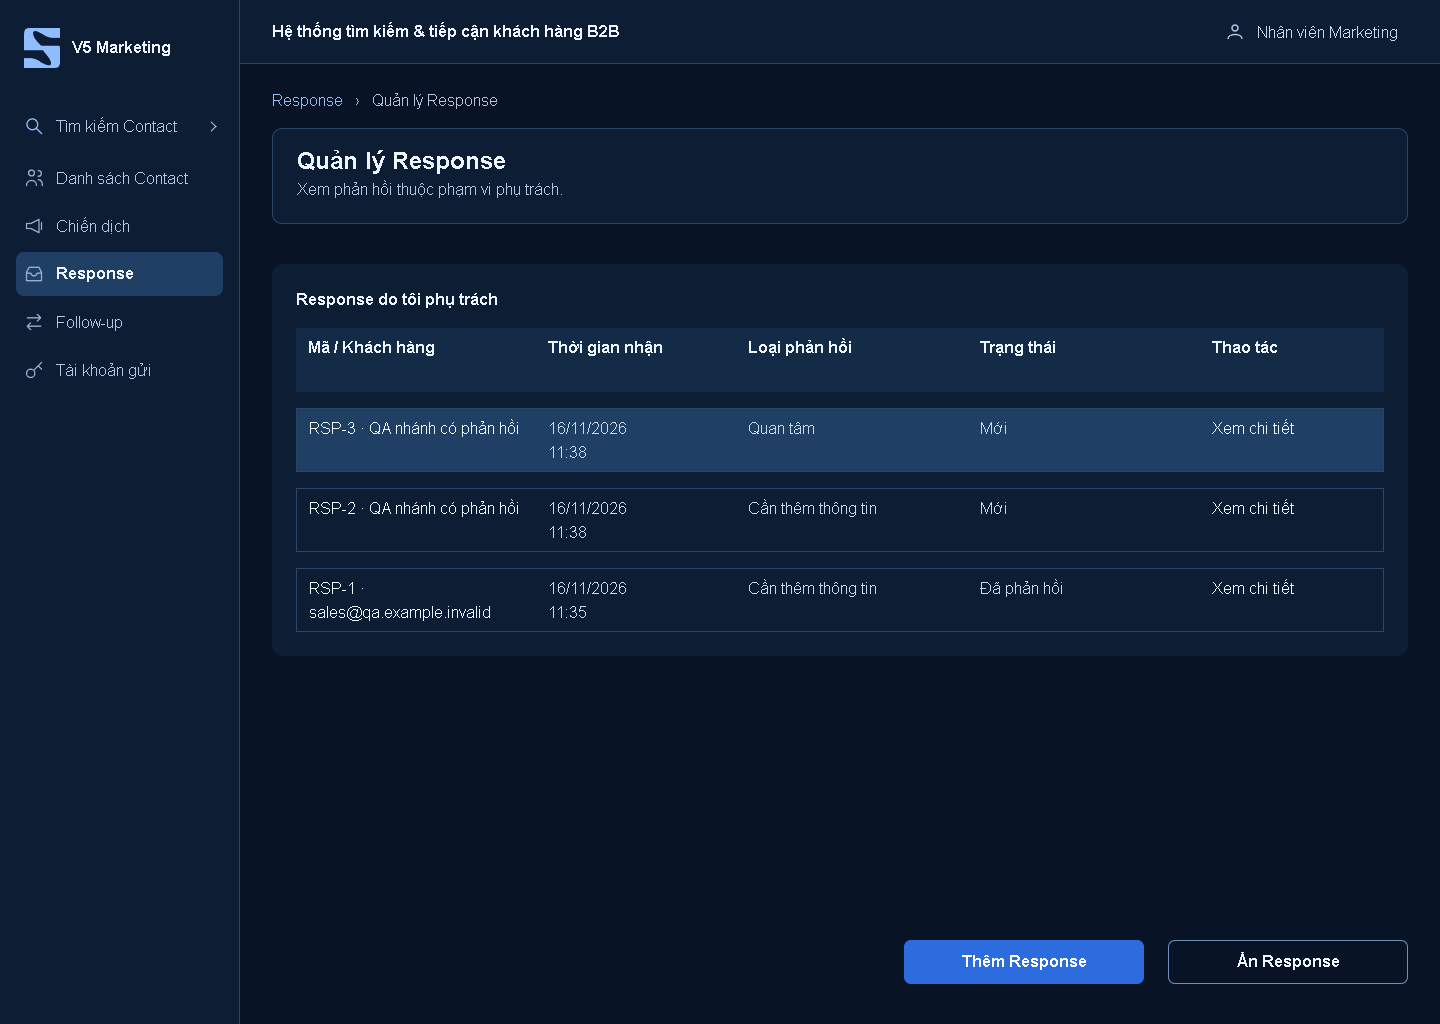 V5 Marketing
Hệ thống tìm kiếm & tiếp cận khách hàng B2B
Nhân viên Marketing
Tìm kiếm Contact
Danh sách Contact
Chiến dịch
Response
Follow-up
Tài khoản gửi
Response › Quản lý Response
Quản lý Response
Xem phản hồi thuộc phạm vi phụ trách.
Response do tôi phụ trách
Mã / Khách hàng Thời gian nhận Loại phản hồi Trạng thái Thao tác
RSP-3 · QA nhánh có phản hồi 16/11/2026 Quan tâm Mới Xem chi tiết
11:38
RSP-2 · QA nhánh có phản hồi 16/11/2026 Cần thêm thông tin Mới Xem chi tiết
11:38
RSP-1 · 16/11/2026 Cần thêm thông tin Đã phản hồi Xem chi tiết
sales@qa.example.invalid 11:35
Thêm Response Ẩn Response